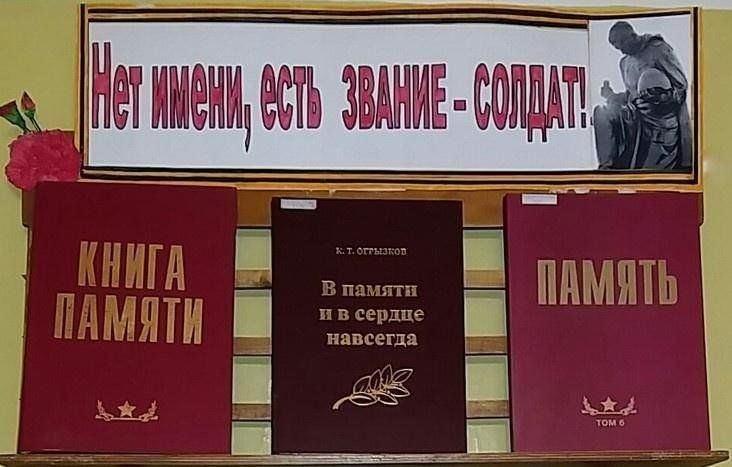 Нет имени, есть звание - солдат!
КНИГА
ПАМЯТИ
К. Т. ОГРЫЗКОВ
В памяти
и в сердце
навсегда
ПАМЯТЬ
ТОМ 6